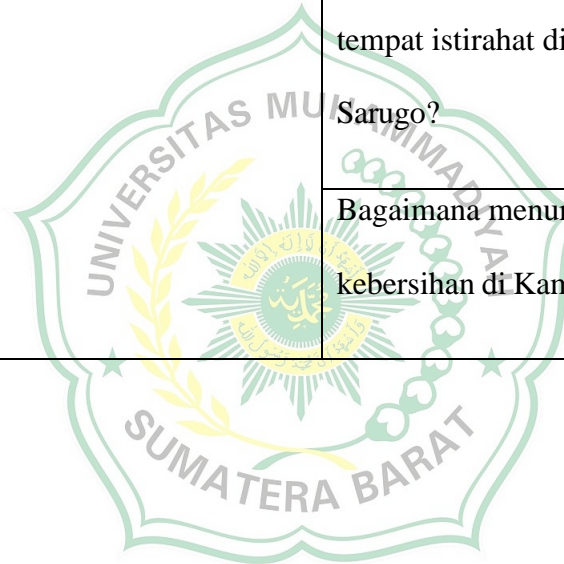 tempat istirahat di
Sarugo?
Bagaimana menur
kebersihan di Kam
UNIVERSITAS MUHAMMADIYAH
SUMATERA BARAT